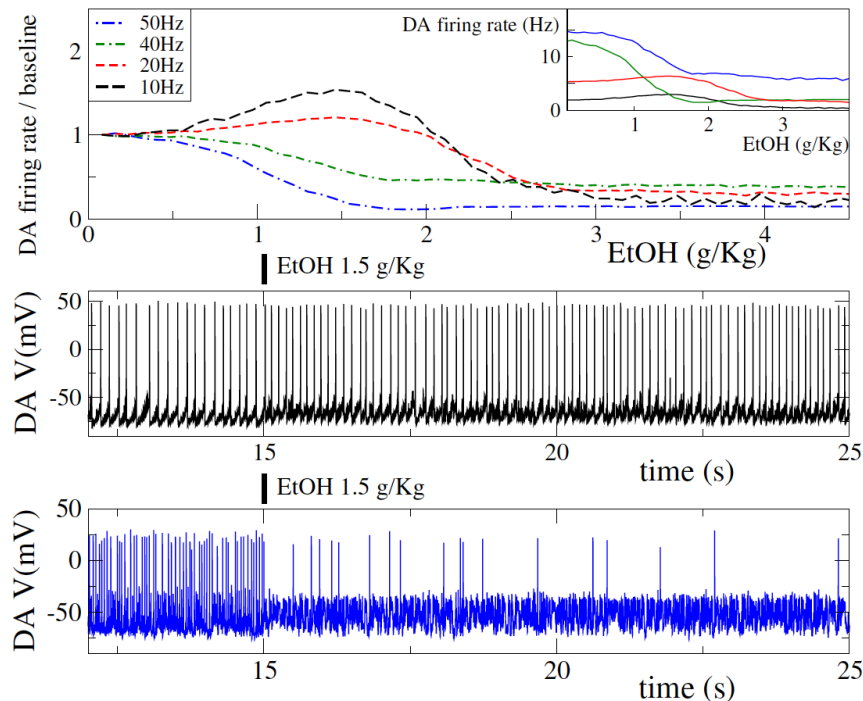 DA firing rate / baseline
2
1
0
50Hz
40Hz
20Hz
10Hz
DA firing rate (Hz)
10
0
1 2 3
EtOH (g/Kg)
0 1 2 3 4
EtOH (g/Kg)
EtOH 1.5 g/Kg
DA V(mV)
50
0
-50
15 20 25
time (s)
EtOH 1.5 g/Kg
DA V(mV)
50
0
-50
15 20 25
time (s)